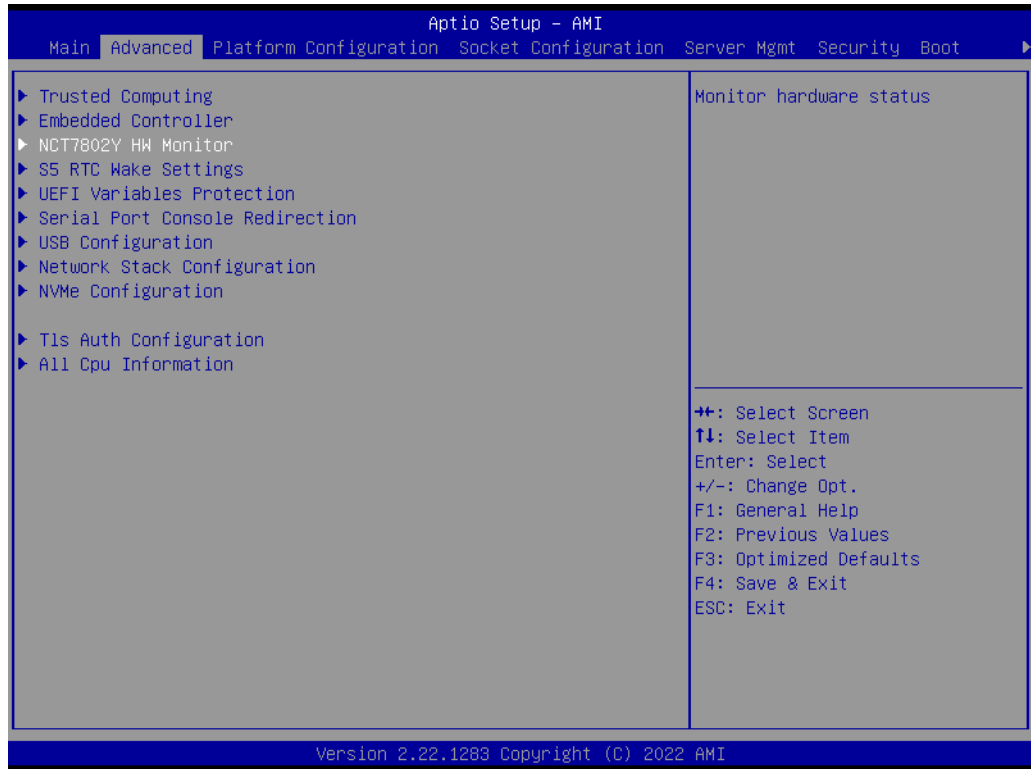 Aptio Setup – AMI
Main Advanced Platform Configuration Socket Configuration Server Mgmt Security Boot ▶
▶ Trusted Computing
▶ Embedded Controller
▶ NCT7802Y HW Monitor
▶ S5 RTC Wake Settings
▶ UEFI Variables Protection
▶ Serial Port Console Redirection
▶ USB Configuration
▶ Network Stack Configuration
▶ NVMe Configuration
▶ Tls Auth Configuration
▶ All Cpu Information
Monitor hardware status
→←: Select Screen
↑↓: Select Item
Enter: Select
+/-: Change Opt.
F1: General Help
F2: Previous Values
F3: Optimized Defaults
F4: Save & Exit
ESC: Exit
Version 2.22.1283 Copyright (C) 2022 AMI